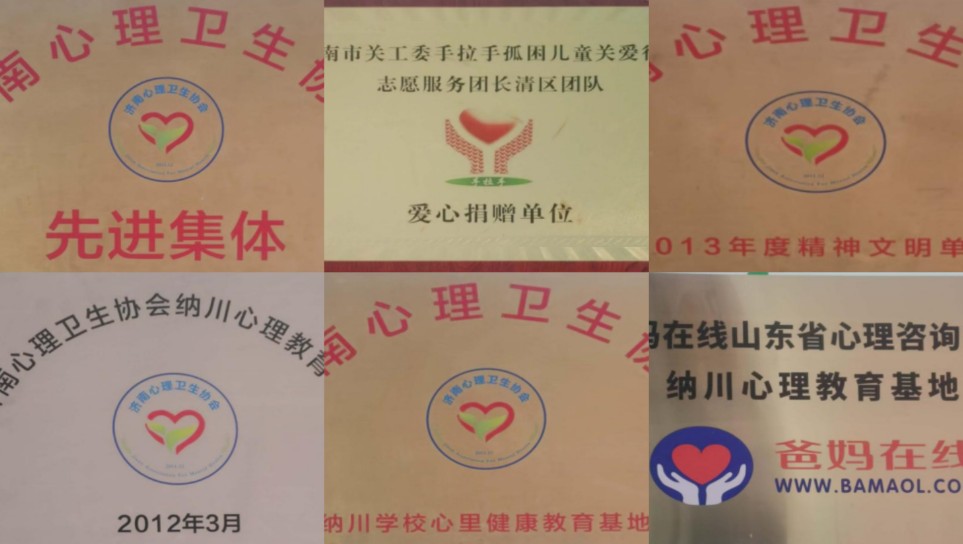 南心理卫生协
济南心理卫生协会
先进集体
南市关工委手拉手孤困儿童关爱行
志愿服务团长清区团队
手拉手
爱心捐赠单位
南心理卫生协
济南心理卫生协会
013年度精神文明单
南心理卫生协会纳川心理教育
济南心理卫生协会
2012年3月
南心理卫生协
济南心理卫生协会
纳川学校心里健康教育基地
妈在线山东省心理咨询
纳川心理教育基地
爸妈在线
WWW.BAMAOL.CO